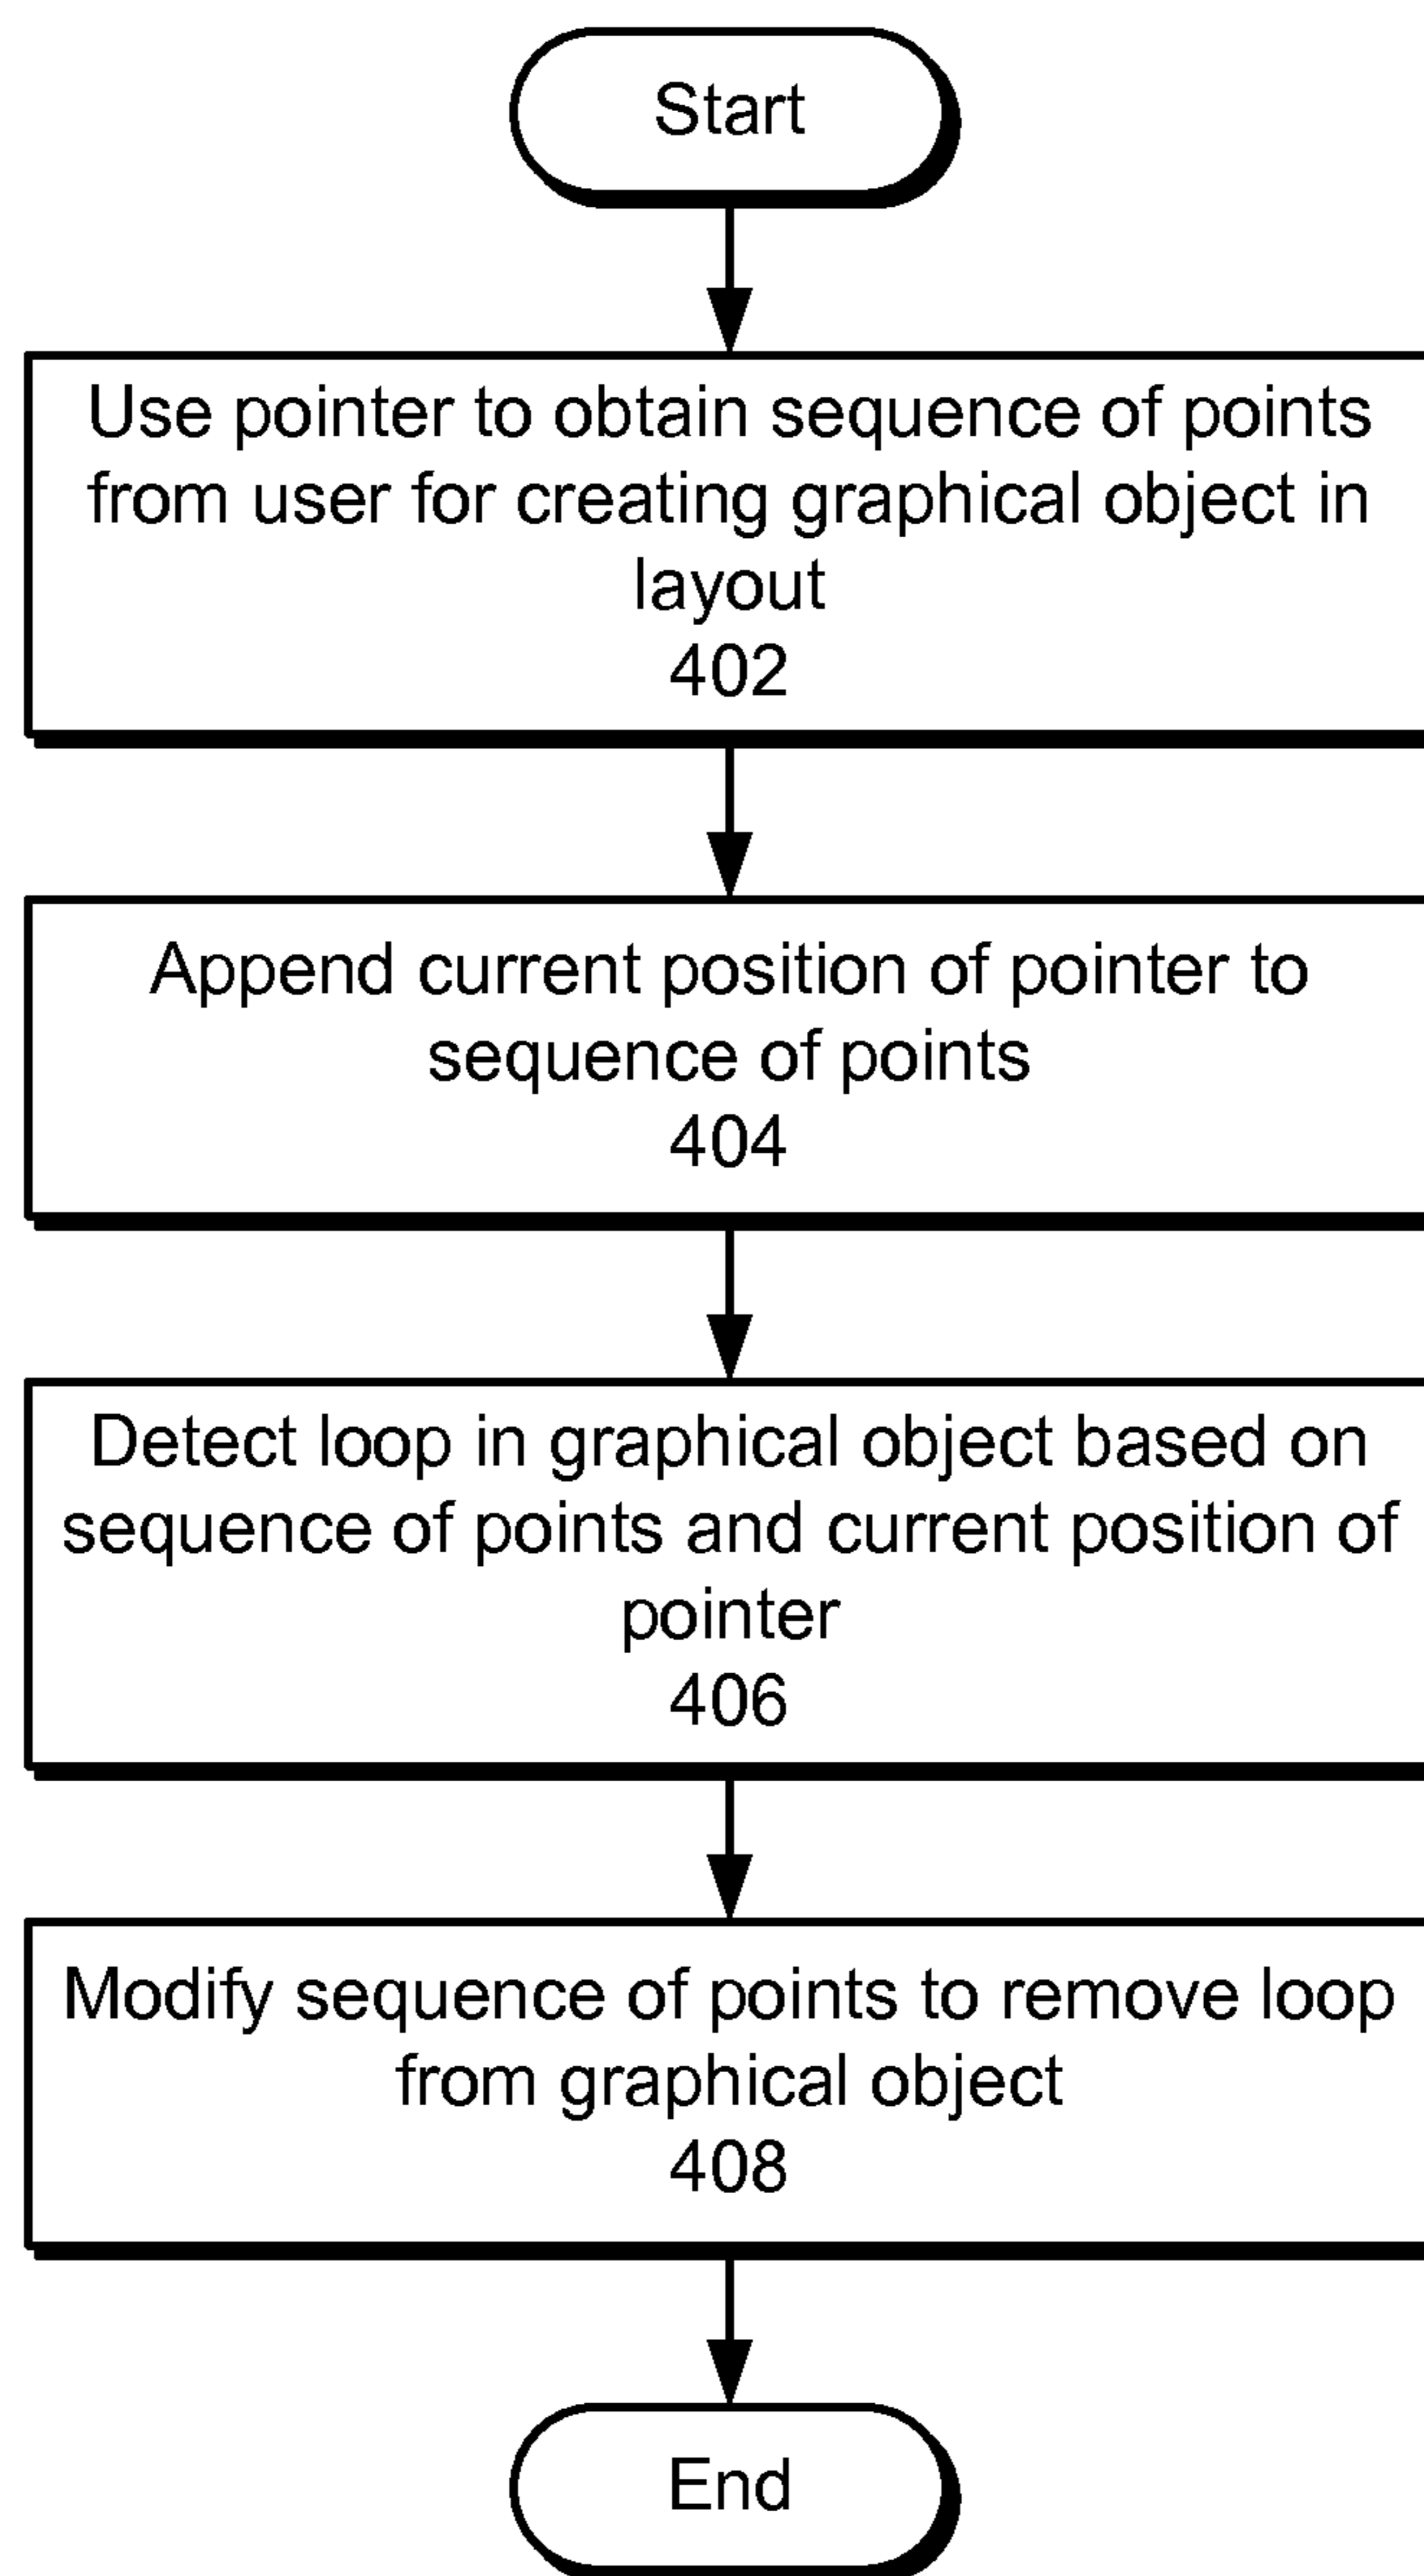 Start
Use pointer to obtain sequence of points
from user for creating graphical object in
layout
402
Append current position of pointer to
sequence of points
404
Detect loop in graphical object based on
sequence of points and current position of
pointer
406
Modify sequence of points to remove loop
from graphical object
408
End